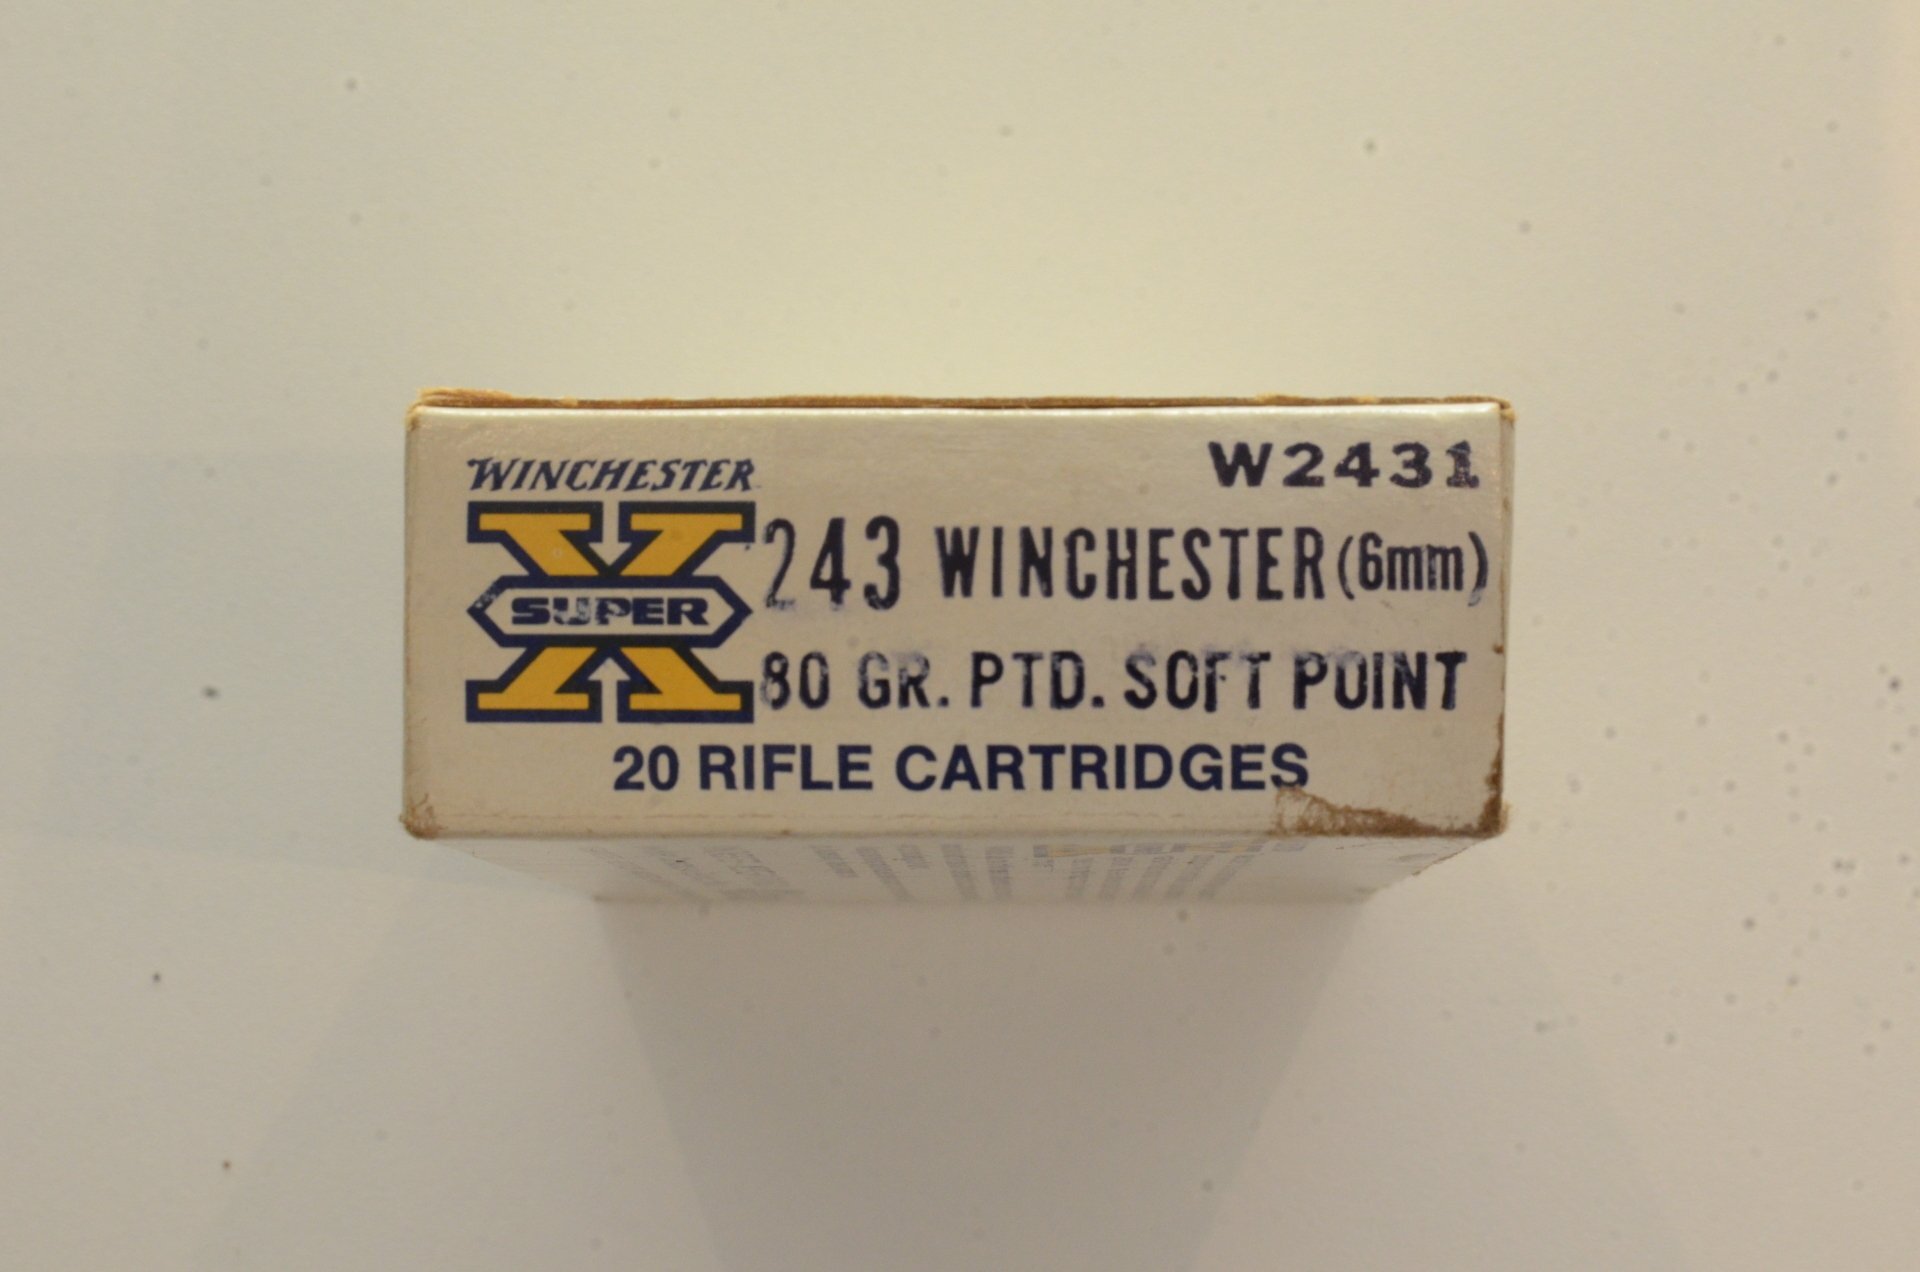 WINCHESTER
W2431
SUPER X
243 WINCHESTER (6mm)
80 GR. PTD. SOFT POINT
20 RIFLE CARTRIDGES